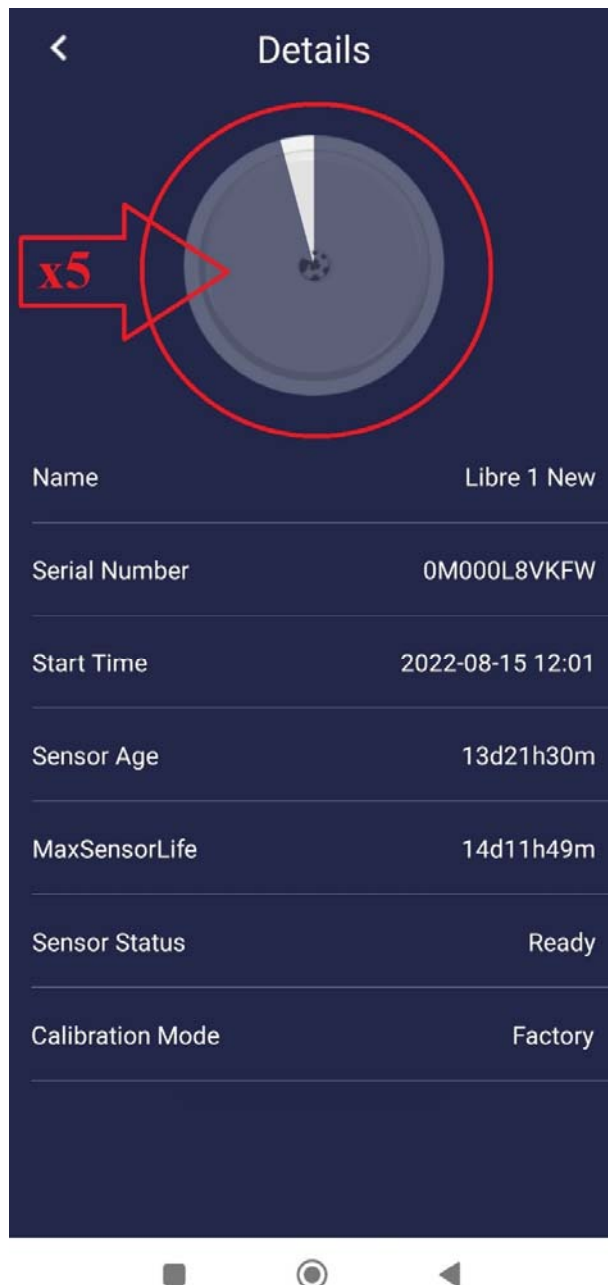 Details
x5
Name Libre 1 New
Serial Number 0M000L8VKFW
Start Time 2022-08-15 12:01
Sensor Age 13d21h30m
MaxSensorLife 14d11h49m
Sensor Status Ready
Calibration Mode Factory